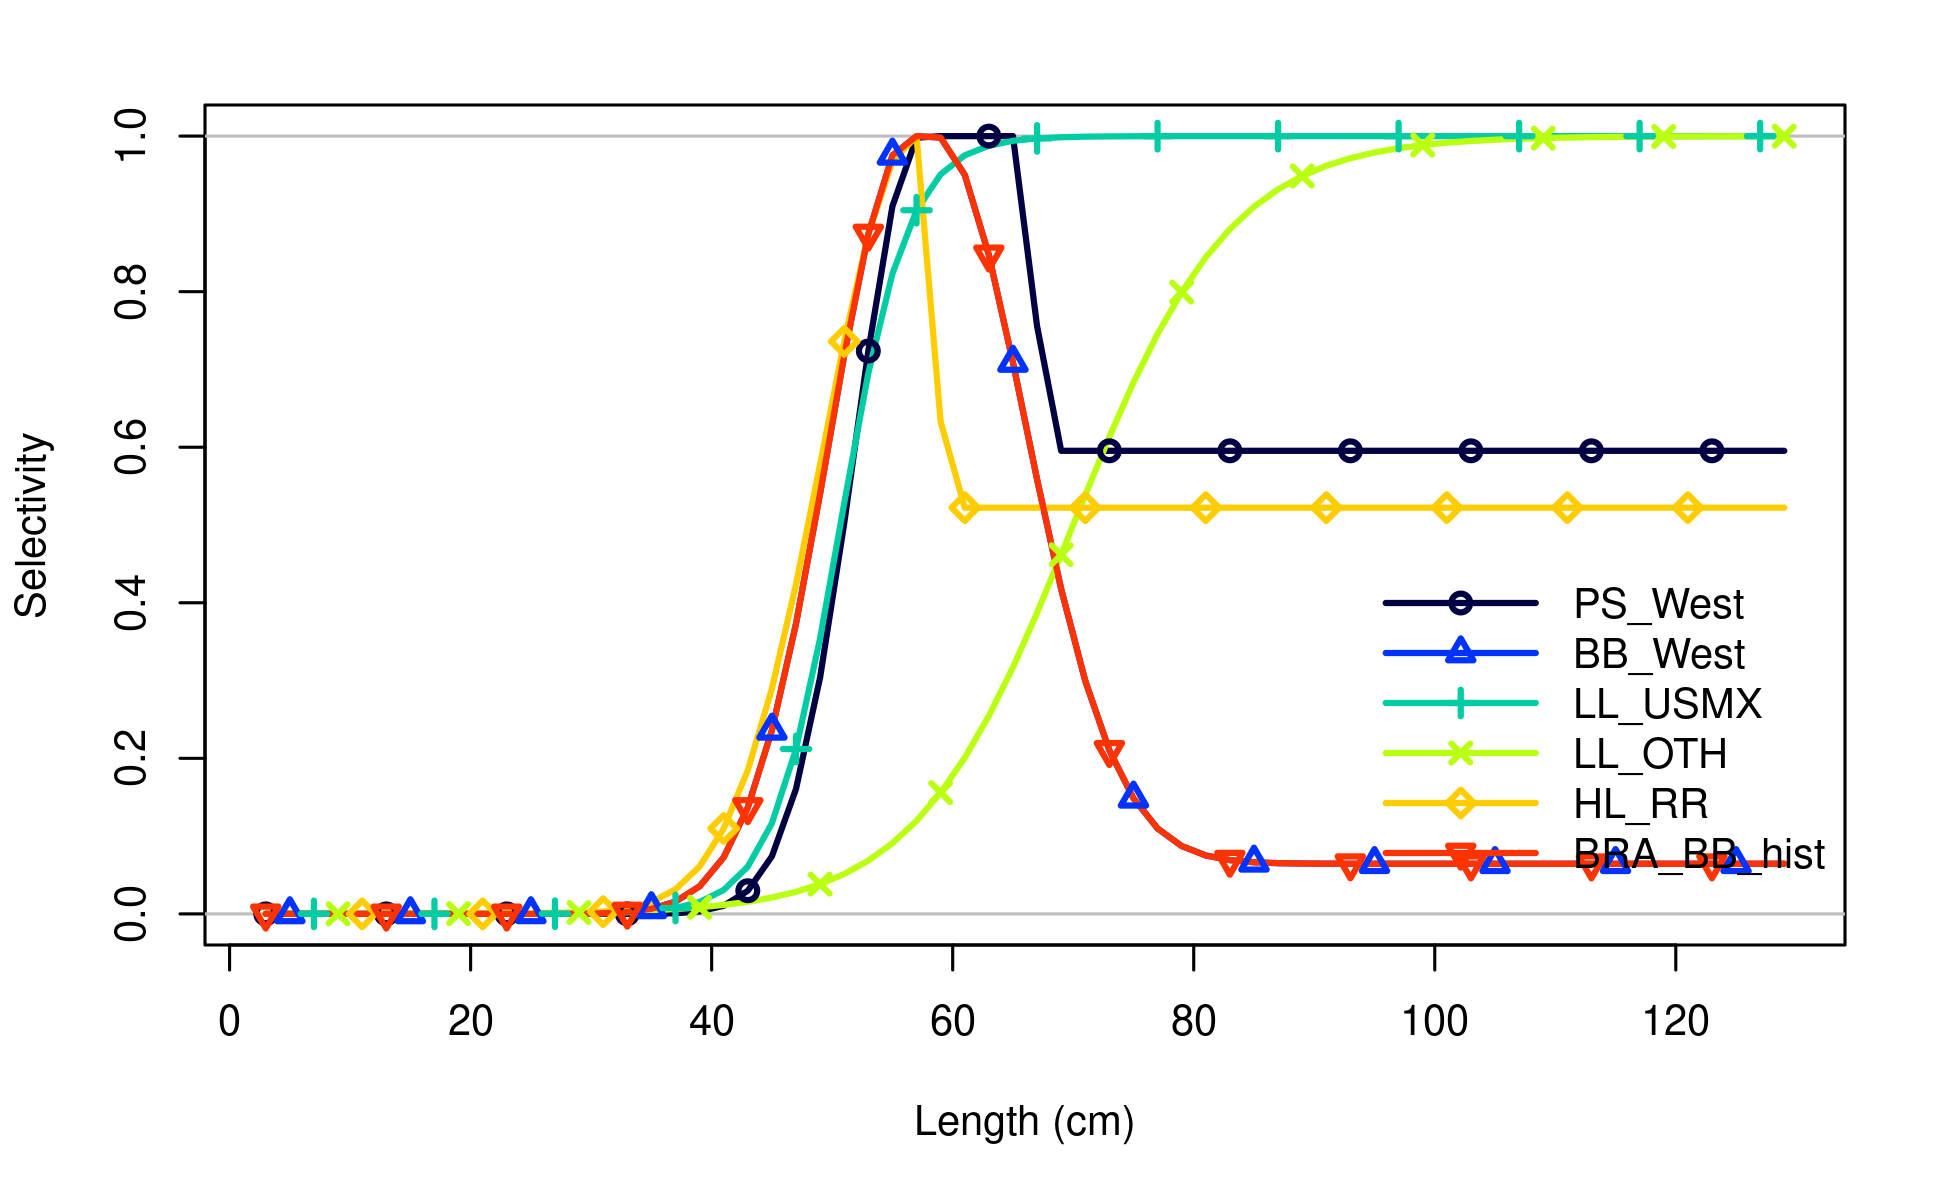 1.0
0.8
0.6
0.4
0.2
0.0
Selectivity
PS_West
BB_West
LL_USMX
LL_OTH
HL_RR
BRA_BB_hist
0 20 40 60 80 100 120
Length (cm)